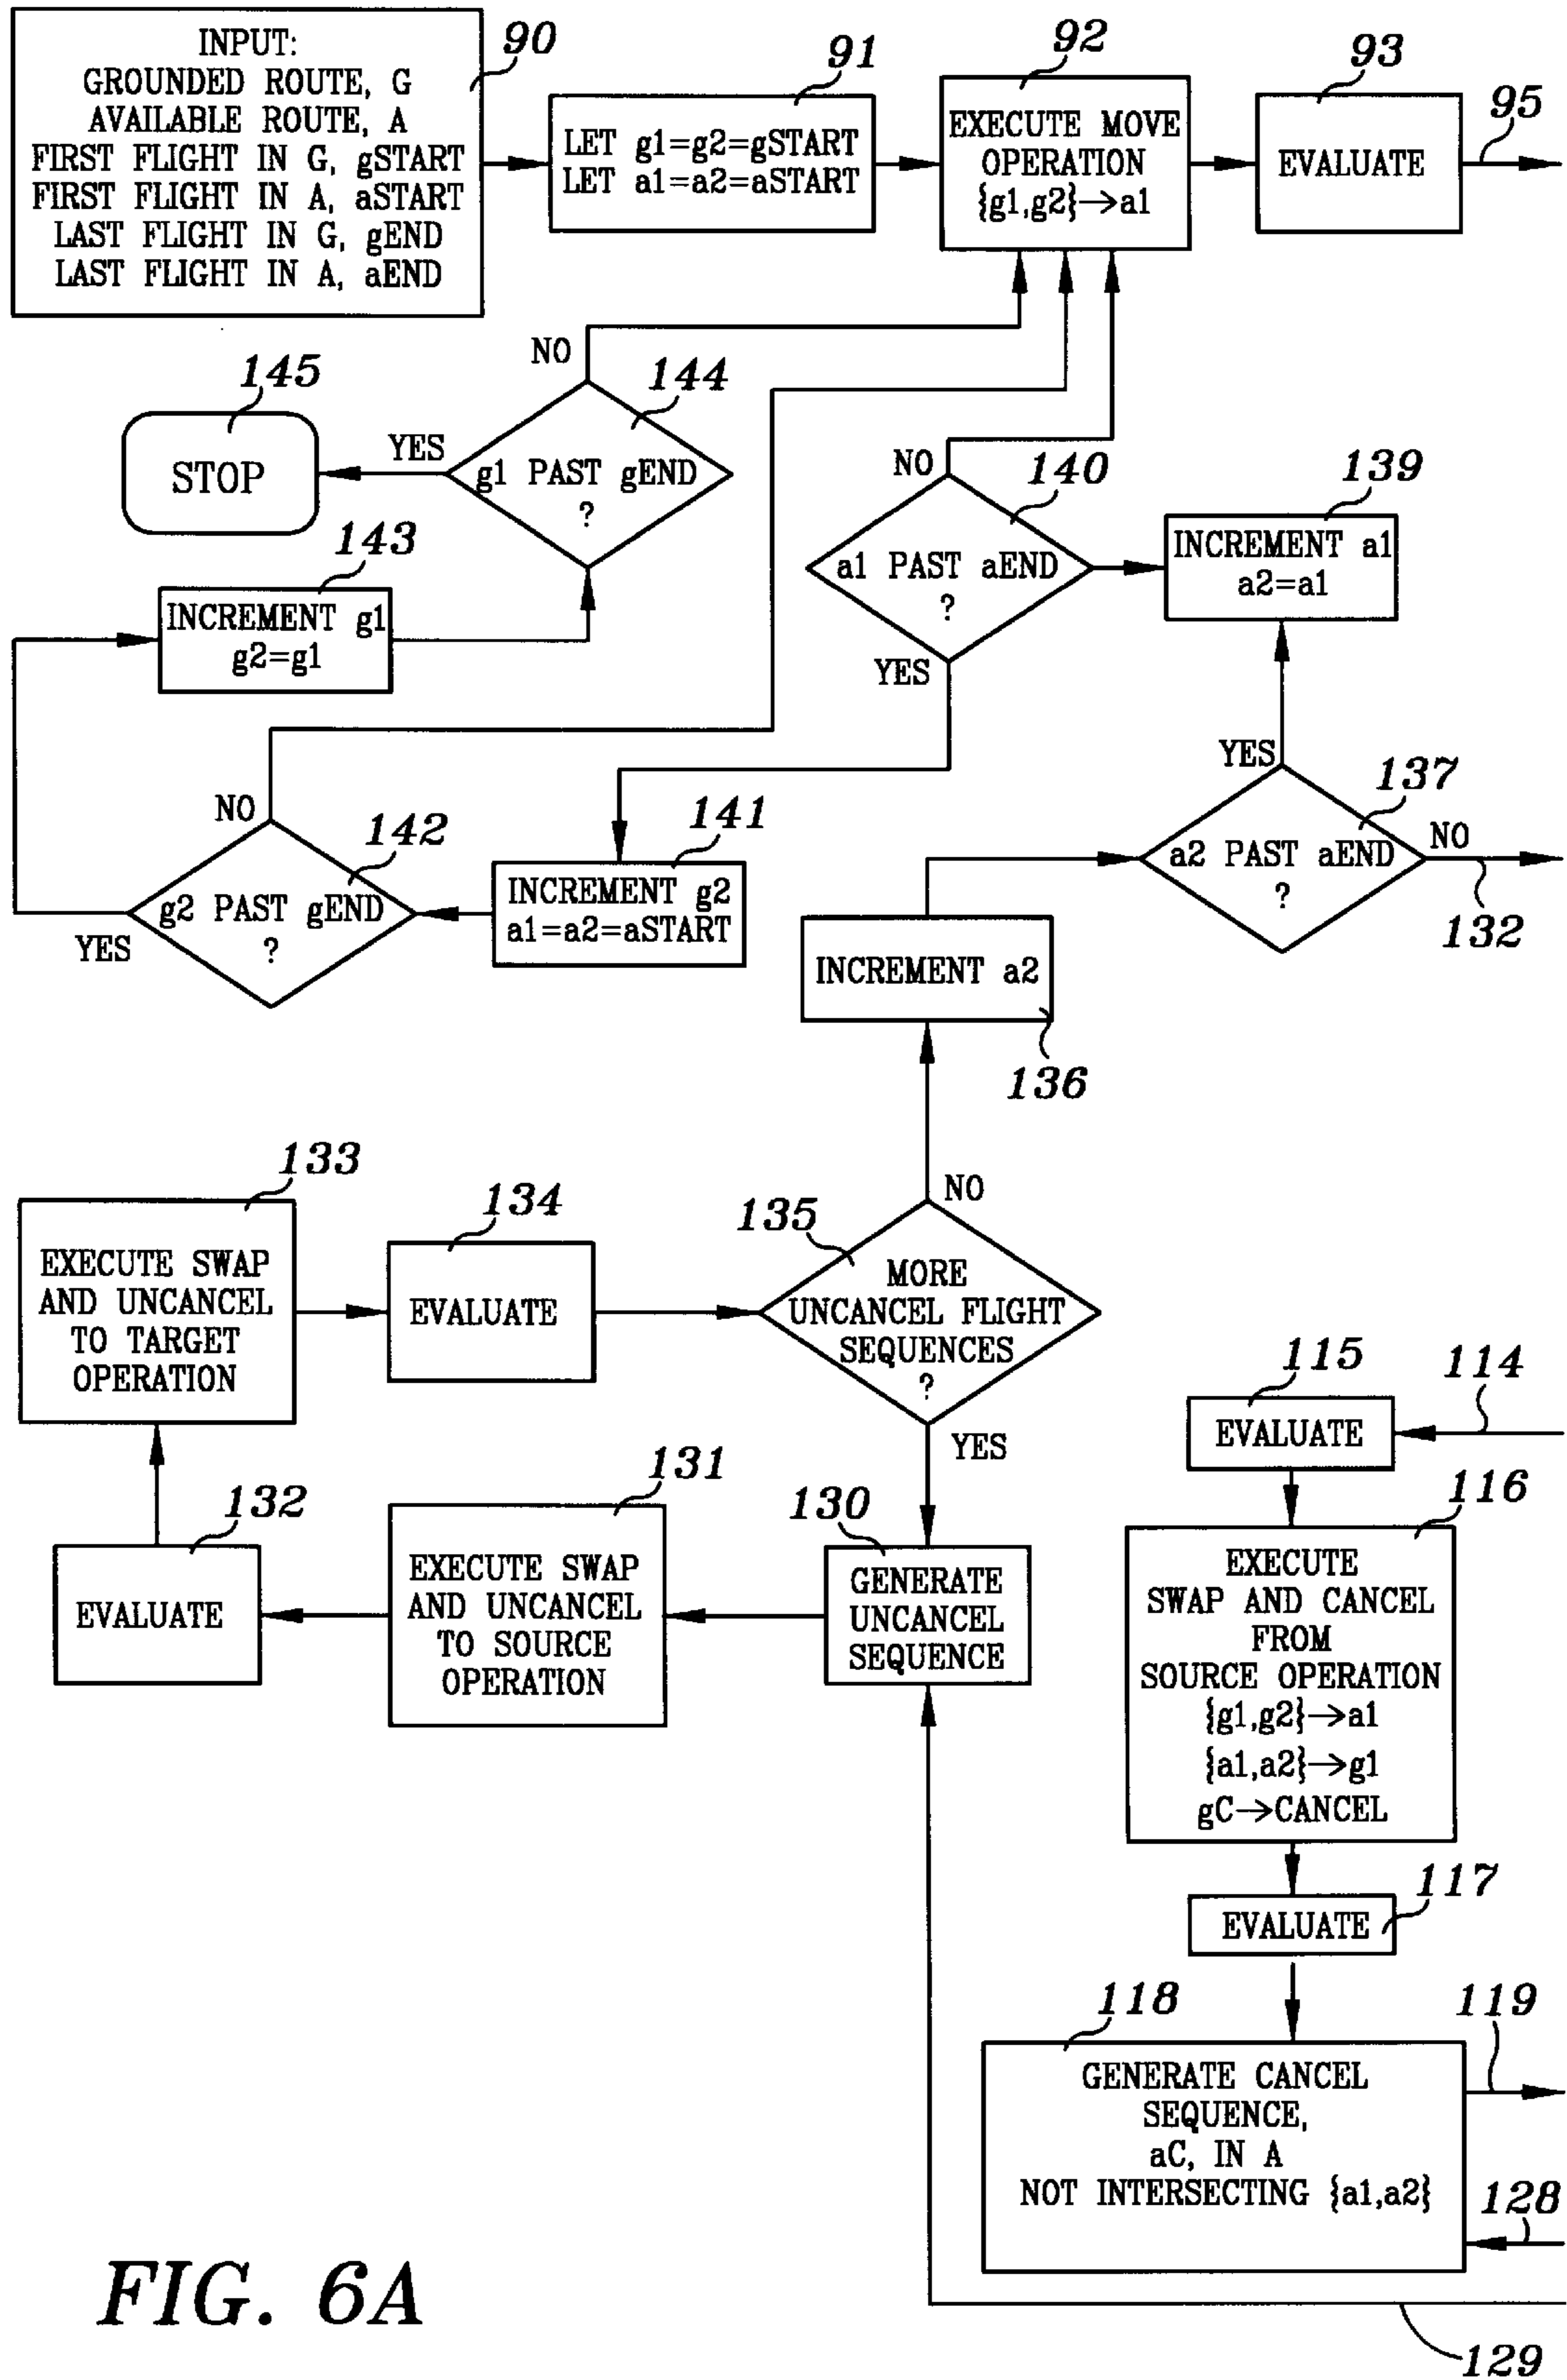 INPUT:
GROUNDED ROUTE, G
AVAILABLE ROUTE, A
FIRST FLIGHT IN G, gSTART
FIRST FLIGHT IN A, aSTART
LAST FLIGHT IN G, gEND
LAST FLIGHT IN A, aEND
90
LET g1=g2=gSTART
LET a1=a2=aSTART
91
EXECUTE MOVE
OPERATION
{g1,g2}→a1
92
EVALUATE
93
95
NO
144
g1 PAST gEND
?
YES
145
STOP
143
INCREMENT g1
g2=g1
NO
140
a1 PAST aEND
?
YES
139
INCREMENT a1
a2=a1
YES
137
a2 PAST aEND
?
NO
132
NO
142
g2 PAST gEND
?
YES
141
INCREMENT g2
a1=a2=aSTART
INCREMENT a2
136
133
EXECUTE SWAP
AND UNCANCEL
TO TARGET
OPERATION
134
EVALUATE
135
NO
MORE
UNCANCEL FLIGHT
SEQUENCES
?
YES
132
EVALUATE
131
EXECUTE SWAP
AND UNCANCEL
TO SOURCE
OPERATION
130
GENERATE
UNCANCEL
SEQUENCE
115
114
EVALUATE
116
EXECUTE
SWAP AND CANCEL
FROM
SOURCE OPERATION
{g1,g2}→a1
{a1,a2}→g1
gC→CANCEL
117
EVALUATE
118
119
GENERATE CANCEL
SEQUENCE,
aC, IN A
NOT INTERSECTING {a1,a2}
128
129
FIG. 6A